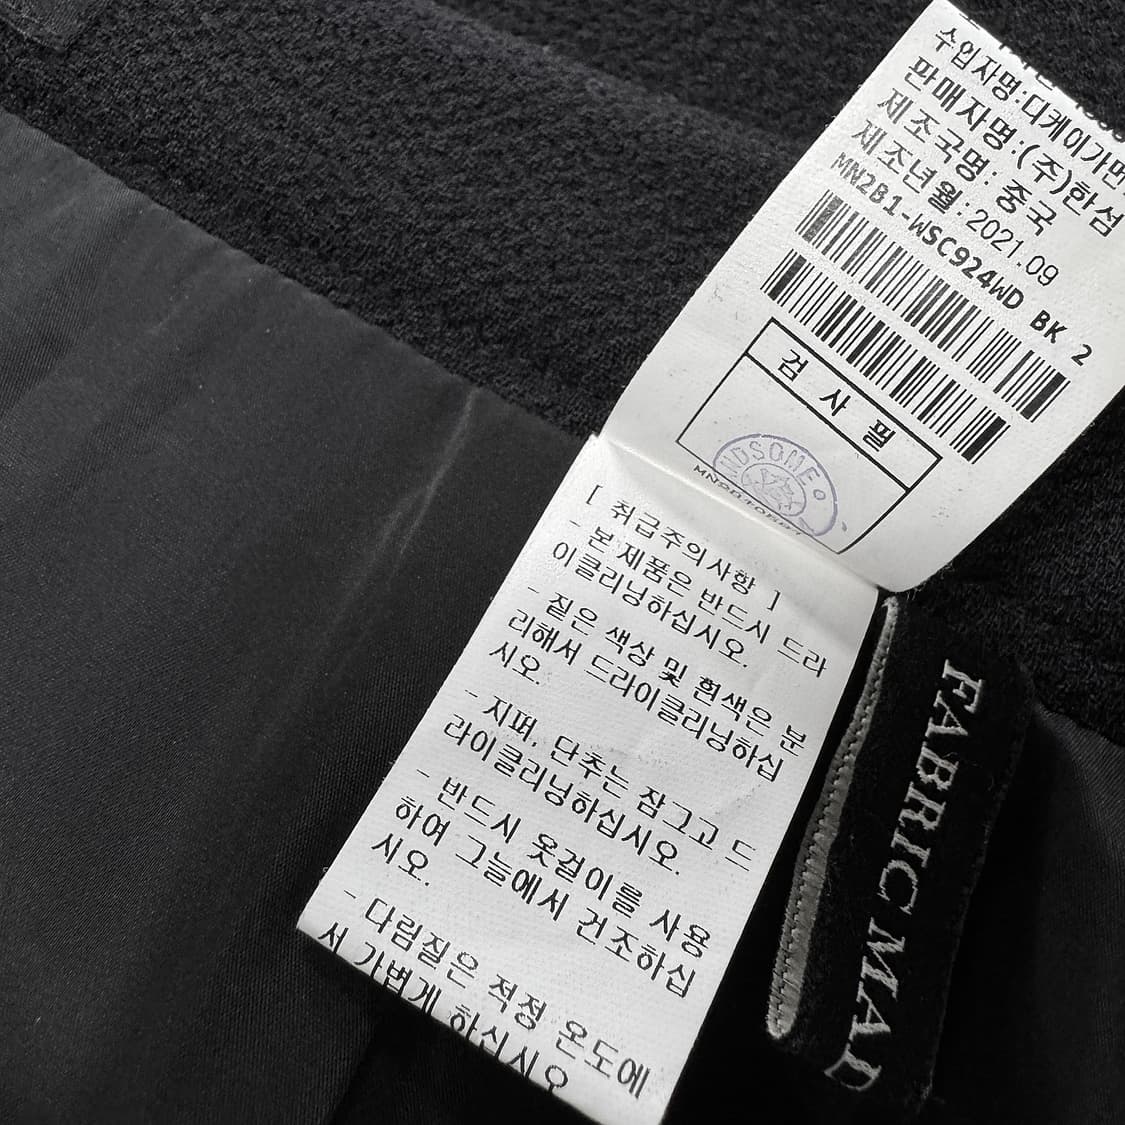 수입자명:디케이가먼
판매자명:(주)한섬
제조국명: 중국
제조년월:2021.09
MN2B1-WSC924WD BK 2
검 사 필
NDSOME
[ 취급주의사항 ]
- 본 제품은 반드시 드라
이클리닝하십시오.
- 짙은 색상 및 흰색은 분
리해서 드라이클리닝하십
시오.
- 지퍼, 단추는 잠그고 드
라이클리닝하십시오.
- 반드시 옷걸이를 사용
하여 그늘에서 건조하십
시오.
- 다림질은 적정 온도에
서 가볍게 하십시오
FABRIC MAD